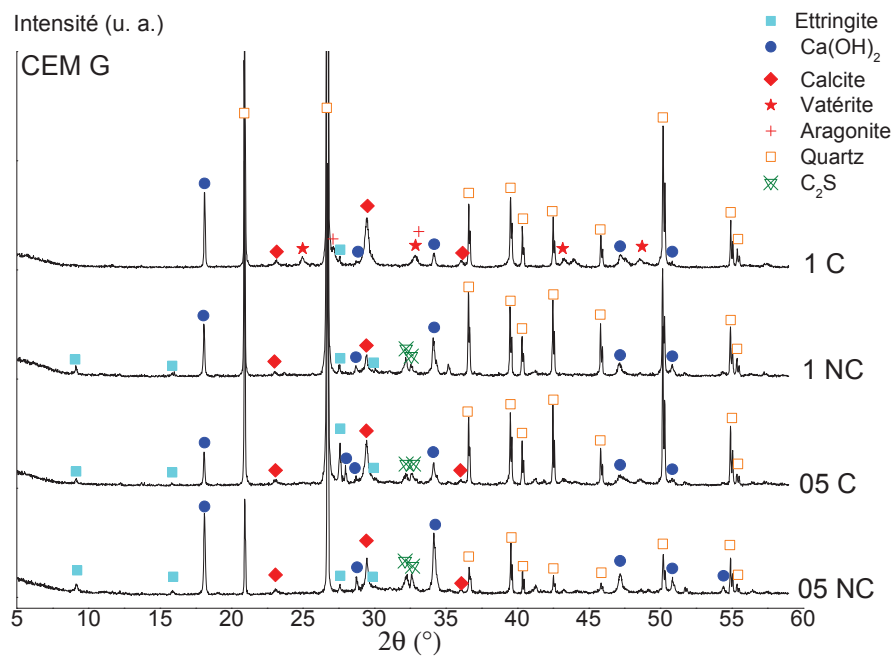 Intensité (u. a.)
CEM G
Ettringite
Ca(OH)₂
Calcite
Vatérite
Aragonite
Quartz
C₂S
1 C
1 NC
05 C
05 NC
5 10 15 20 25 30 35 40 45 50 55 60
2θ (°)